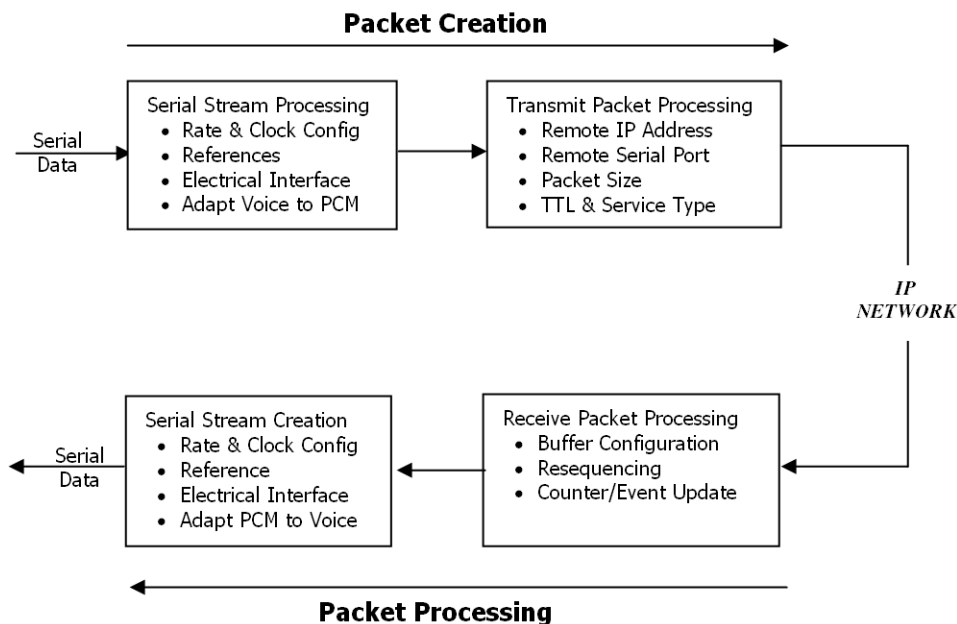 Packet Creation
Serial
Data
Serial Stream Processing
• Rate & Clock Config
• References
• Electrical Interface
• Adapt Voice to PCM
Transmit Packet Processing
• Remote IP Address
• Remote Serial Port
• Packet Size
• TTL & Service Type
IP
NETWORK
Receive Packet Processing
• Buffer Configuration
• Resequencing
• Counter/Event Update
Serial Stream Creation
• Rate & Clock Config
• Reference
• Electrical Interface
• Adapt PCM to Voice
Serial
Data
Packet Processing